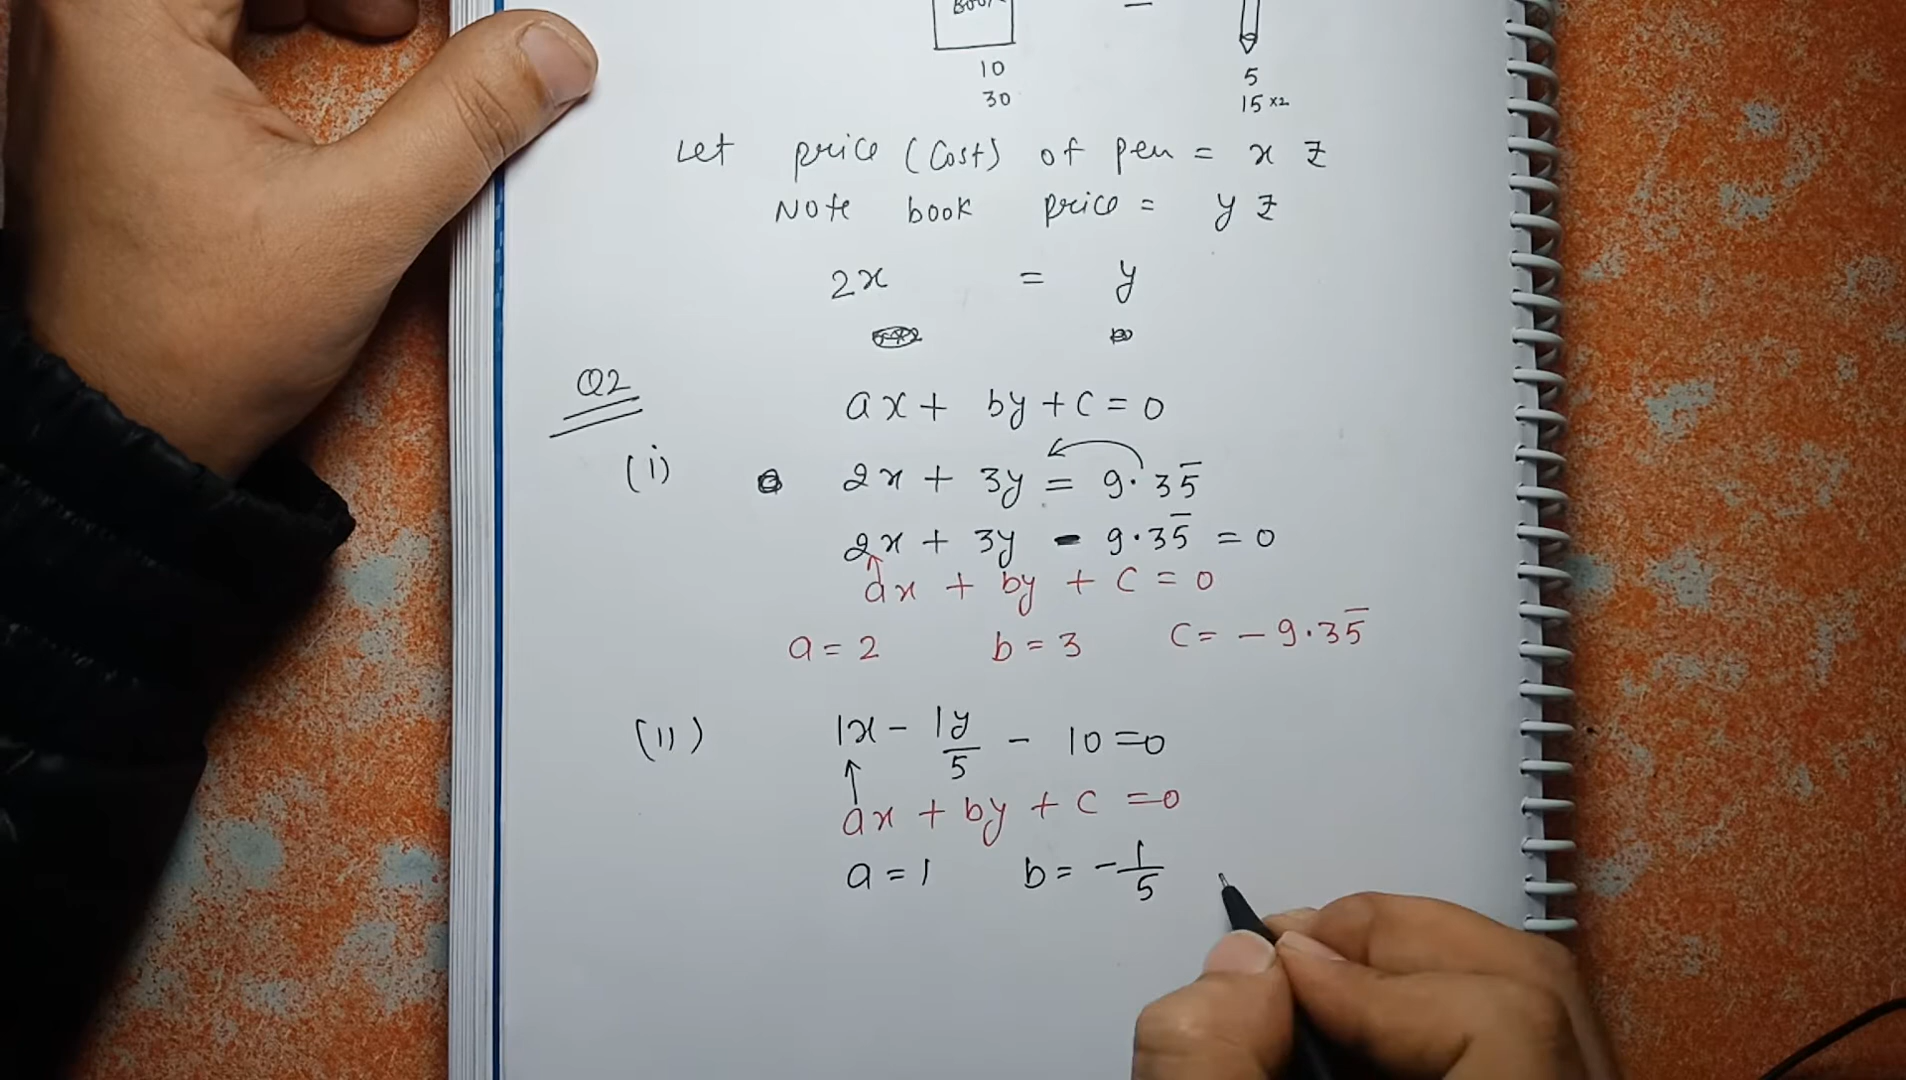 BOOK =
10 5
30 15 x2
Let price (Cost) of pen = x ₹
Note book price = y ₹
2x = y
Q2 ax + by + c = 0
(i) 2x + 3y = 9.35̅
2x + 3y - 9.35̅ = 0
ax + by + c = 0
a = 2 b = 3 c = -9.35̅
(ii) 1x - 1y/5 - 10 = 0
ax + by + c = 0
a = 1 b = -1/5